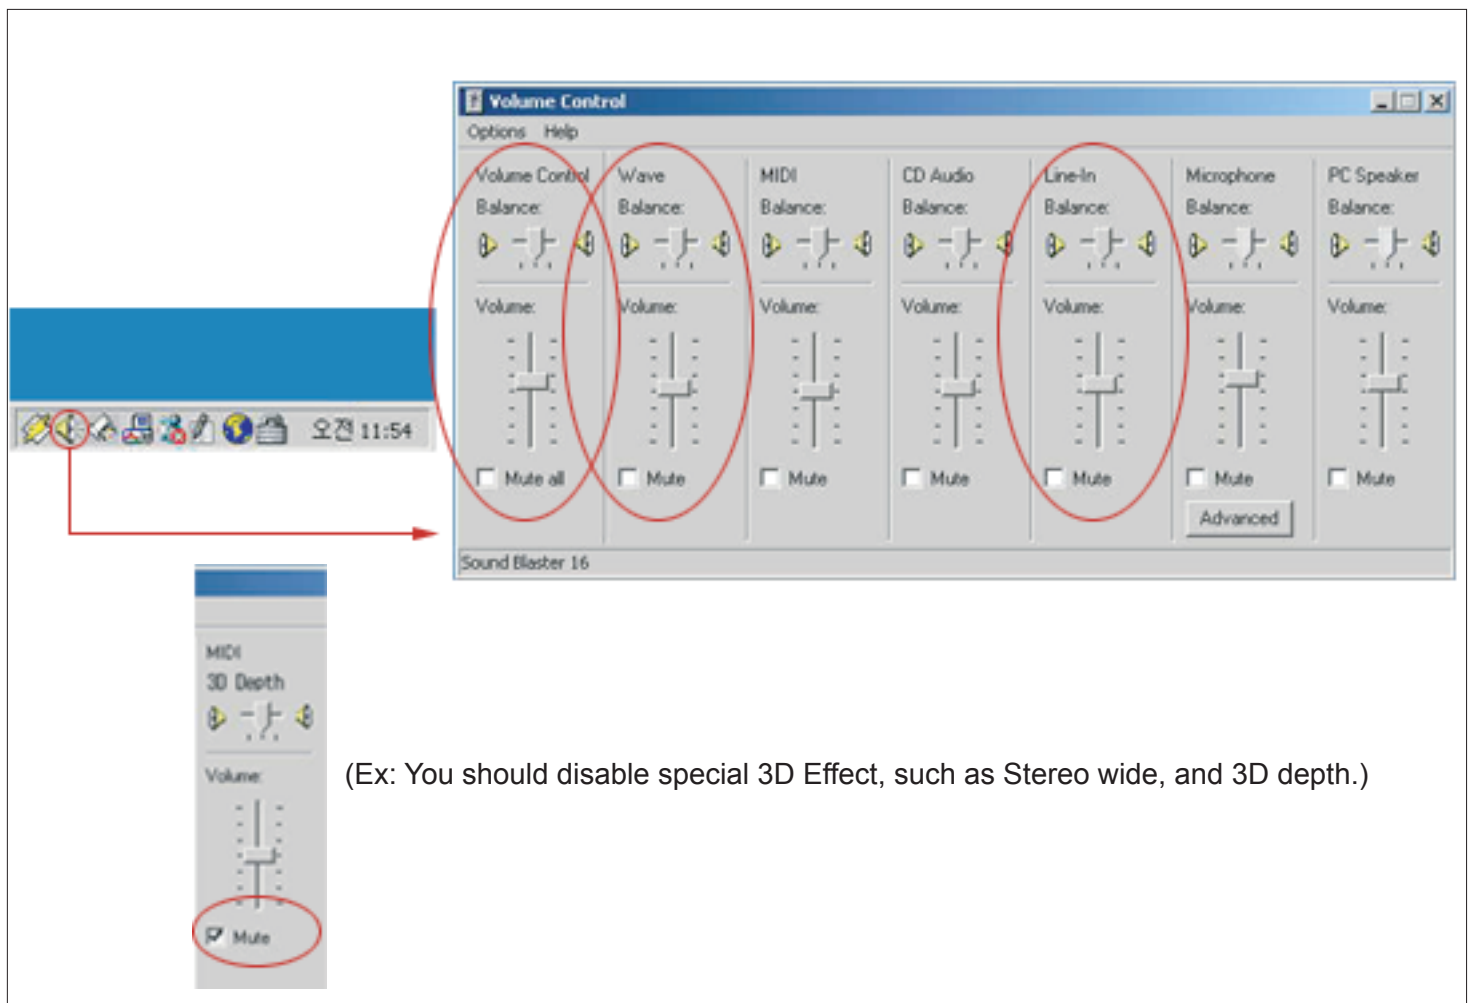 Volume Control
Options Help
Volume Control Wave MIDI CD Audio Line-In Microphone PC Speaker
Balance: Balance: Balance: Balance: Balance: Balance: Balance:
Volume: Volume: Volume: Volume: Volume: Volume: Volume:
Mute all Mute Mute Mute Mute Mute Mute
Advanced
Sound Blaster 16
오전 11:54
MIDI
3D Depth
Volume:
Mute
(Ex: You should disable special 3D Effect, such as Stereo wide, and 3D depth.)